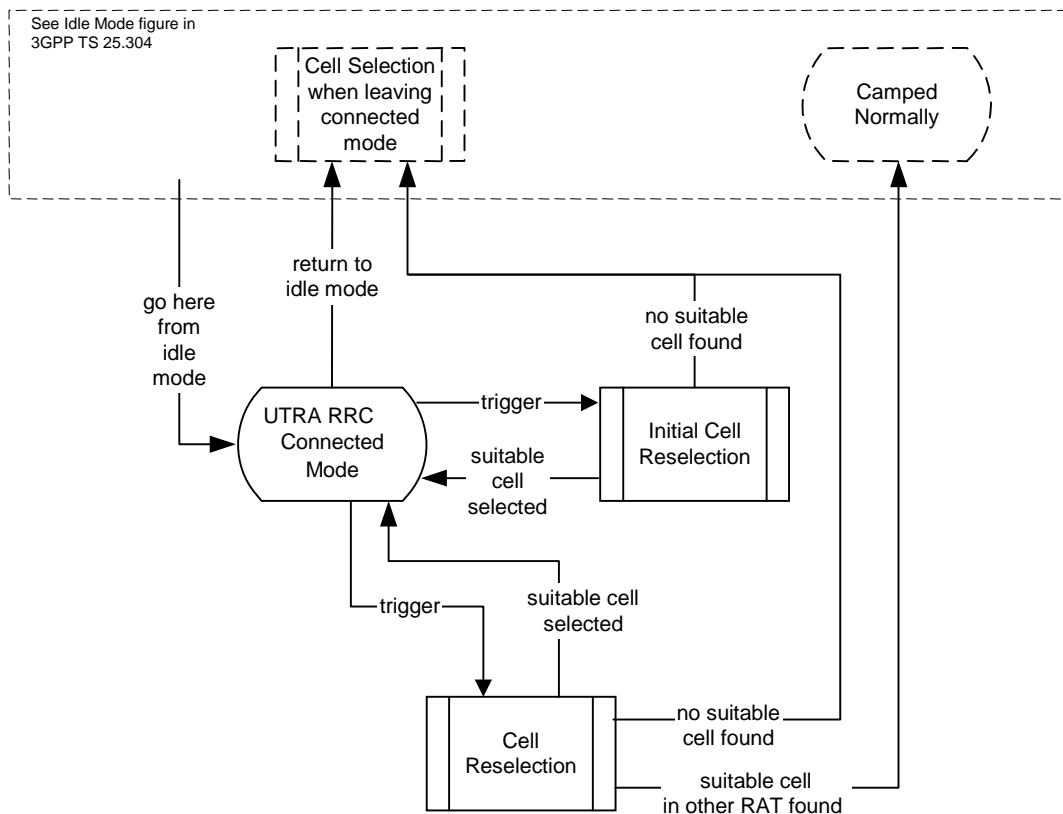 See Idle Mode figure in
3GPP TS 25.304
Cell Selection
when leaving
connected
mode
Camped
Normally
return to
idle mode
go here
from
idle
mode
no suitable
cell found
UTRA RRC
Connected
Mode
trigger
Initial Cell
Reselection
suitable
cell
selected
trigger
suitable cell
selected
Cell
Reselection
no suitable
cell found
suitable cell
in other RAT found